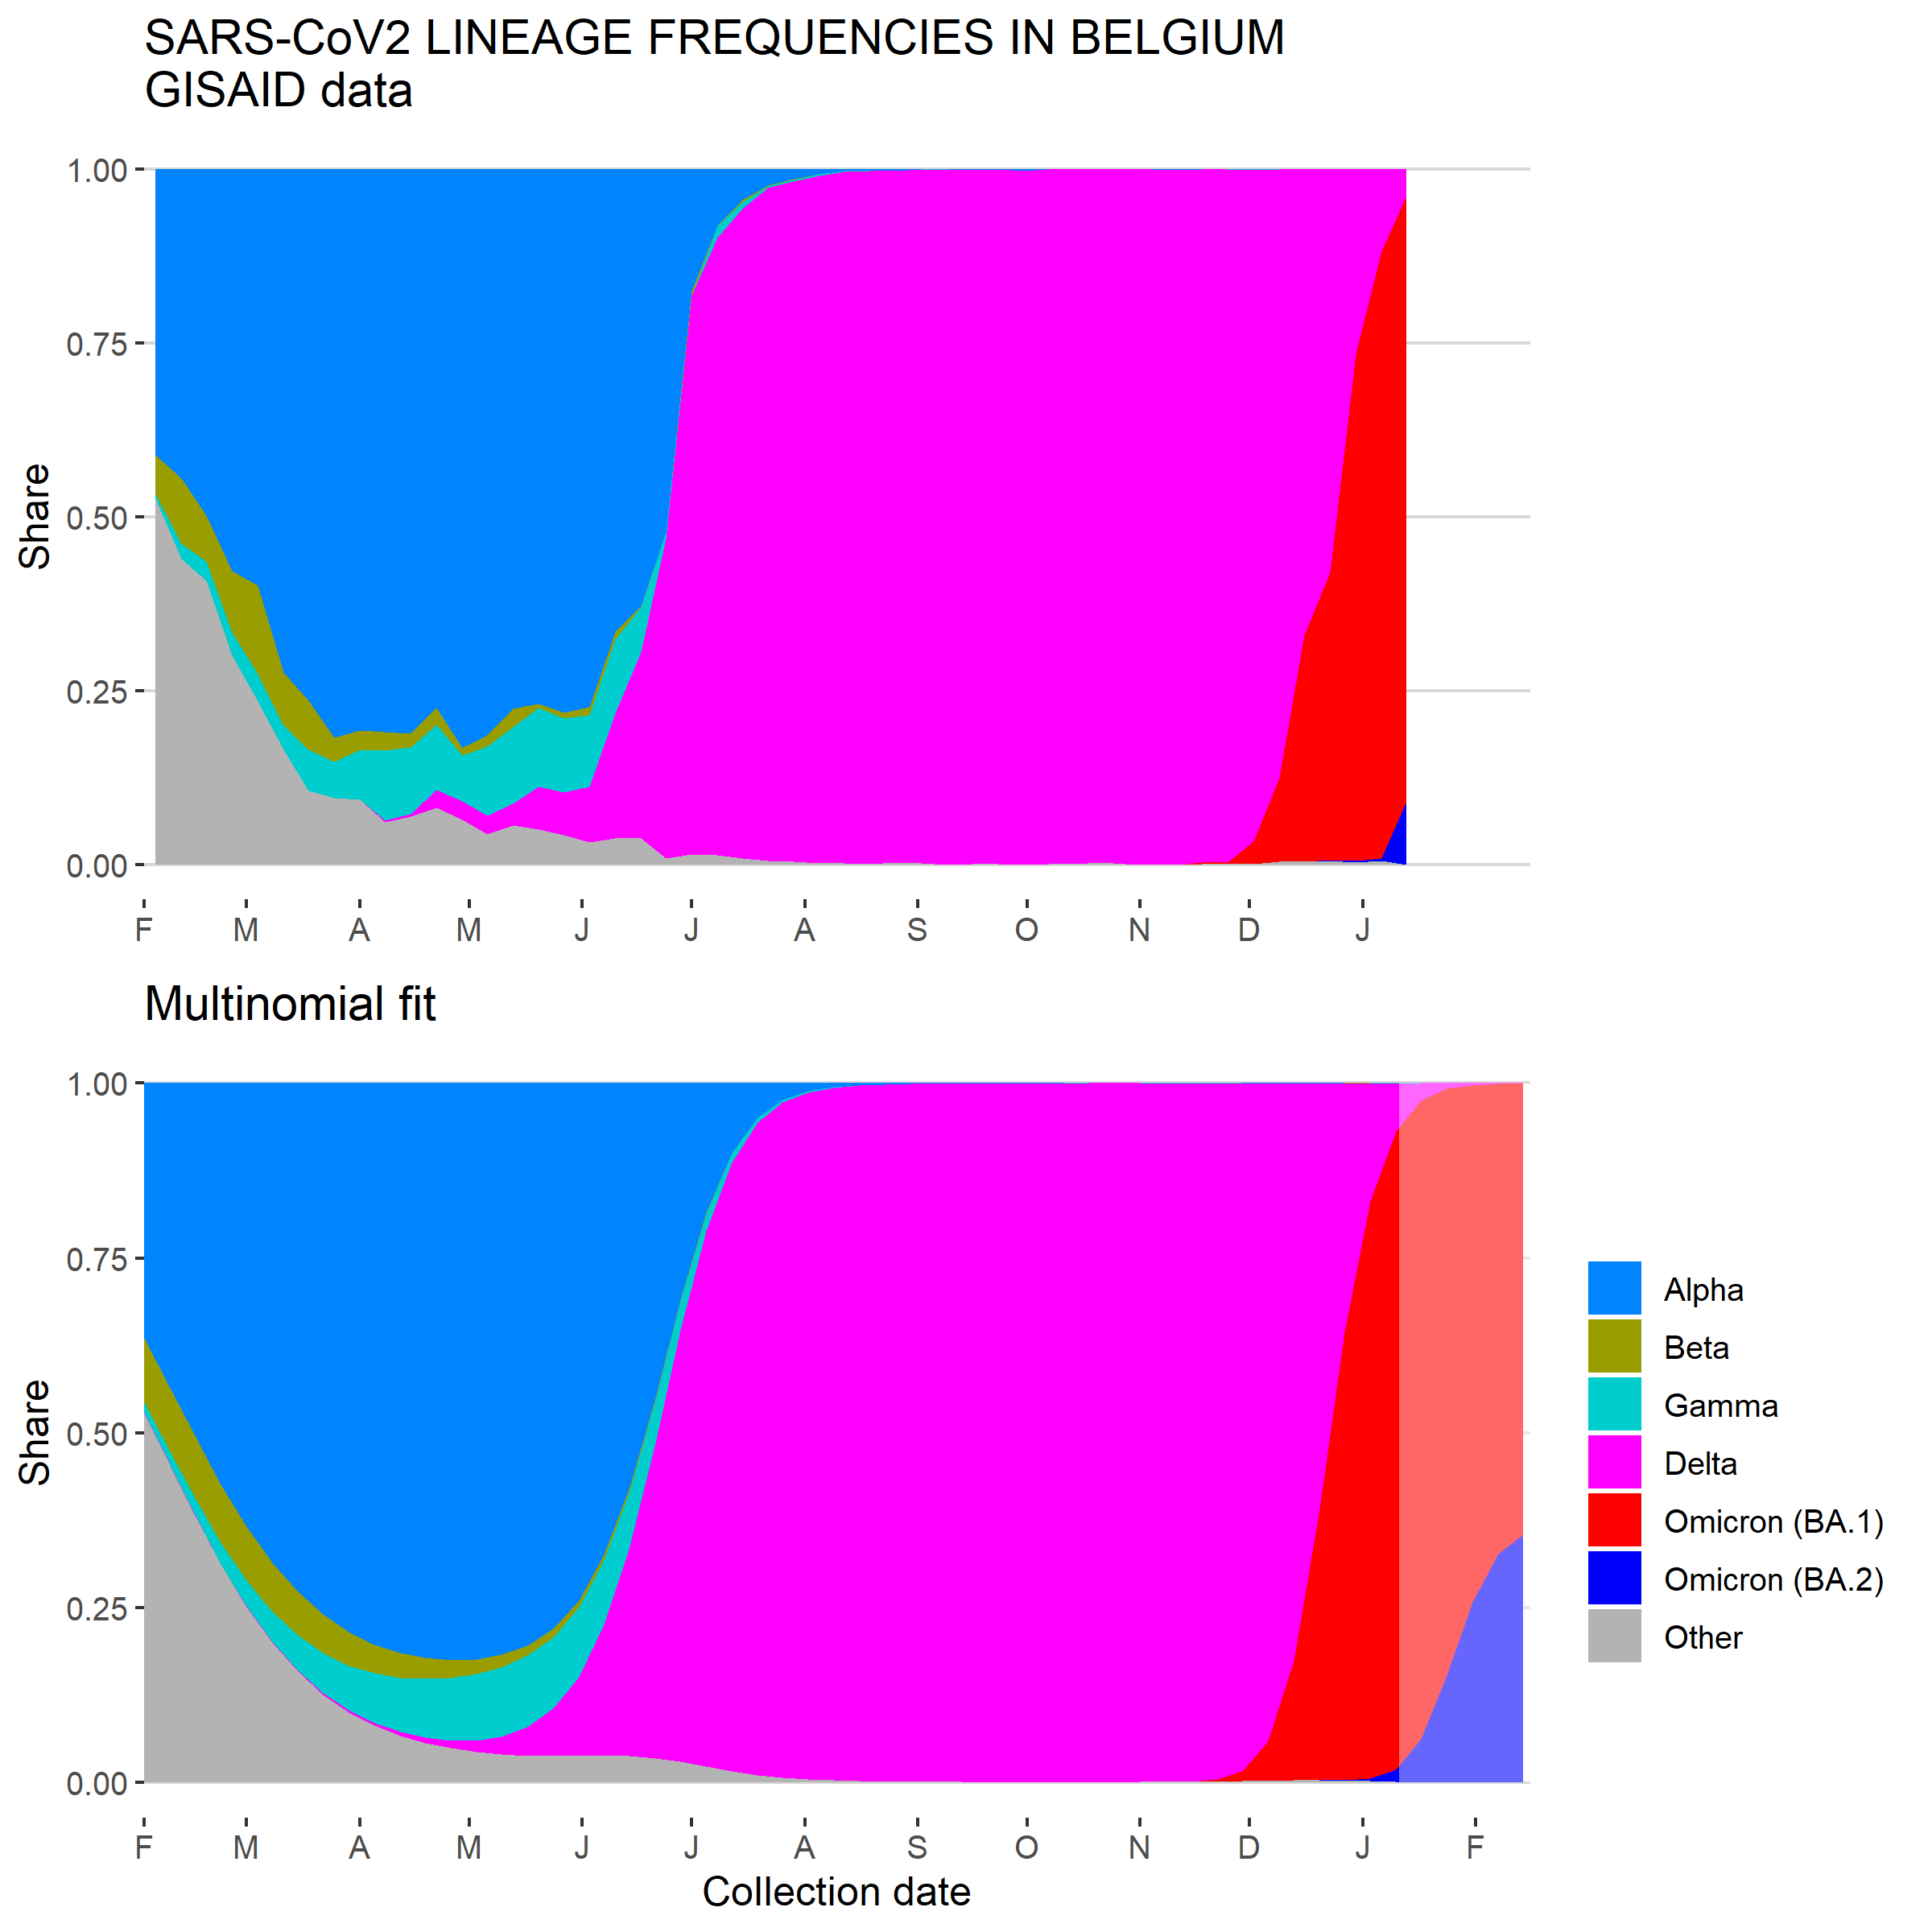 SARS-CoV2 LINEAGE FREQUENCIES IN BELGIUM
GISAID data
1.00
0.75
0.50
0.25
0.00
Share
F M A M J J A S O N D J
Multinomial fit
1.00
0.75
0.50
0.25
0.00
Share
F M A M J J A S O N D J F
Collection date
Alpha
Beta
Gamma
Delta
Omicron (BA.1)
Omicron (BA.2)
Other